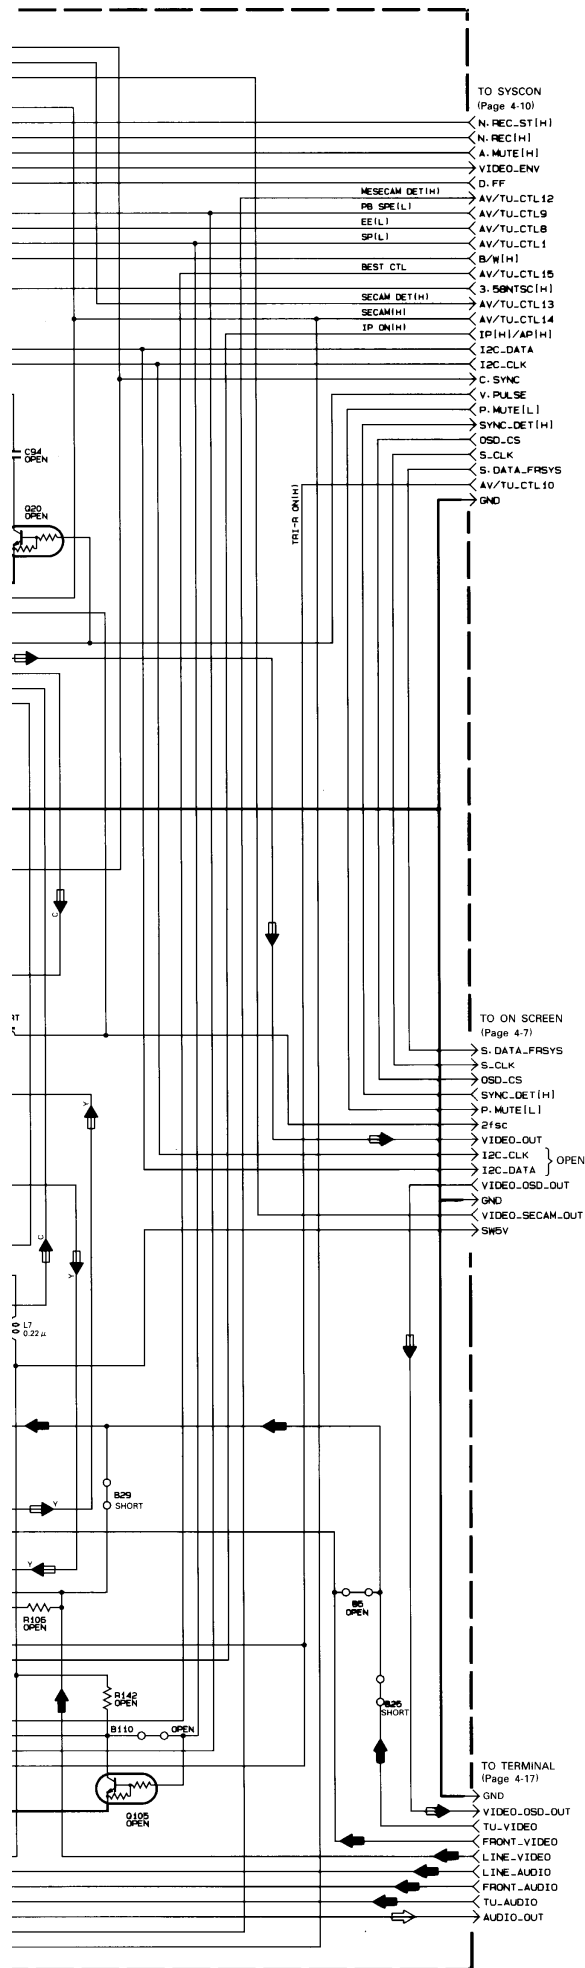 TO SYSCON
(Page 4-10)
N. REC_ST[H]
N. REC[H]
A. MUTE[H]
VIDEO_ENV
D. FF
MESECAM DET(H)
AV/TU_CTL12
PB SPE(L)
AV/TU_CTL9
EE(L)
AV/TU_CTL8
SP(L)
AV/TU_CTL1
B/W[H]
BEST CTL
AV/TU_CTL15
3.58NTSC[H]
SECAM DET(H)
AV/TU_CTL13
SECAM(H)
AV/TU_CTL14
IP ON(H)
IP[H]/AP[H]
I2C_DATA
I2C_CLK
C. SYNC
V. PULSE
P. MUTE[L]
SYNC_DET[H]
OSD_CS
S_CLK
S. DATA_FRSYS
AV/TU_CTL10
GND
C94
OPEN
Q20
OPEN
TRI-R ON(H)
C
RT
TO ON SCREEN
(Page 4-7)
S. DATA_FRSYS
S_CLK
OSD_CS
SYNC_DET[H]
P. MUTE[L]
2fsc
VIDEO_OUT
I2C_CLK
I2C_DATA
OPEN
VIDEO_OSD_OUT
GND
VIDEO_SECAM_OUT
SW5V
Y
C
Y
L7
0.22 μ
B29
SHORT
Y
Y
B5
OPEN
R106
OPEN
R142
OPEN
B26
SHORT
B110
OPEN
Q105
OPEN
TO TERMINAL
(Page 4-17)
GND
VIDEO_OSD_OUT
TU_VIDEO
FRONT_VIDEO
LINE_VIDEO
LINE_AUDIO
FRONT_AUDIO
TU_AUDIO
AUDIO_OUT